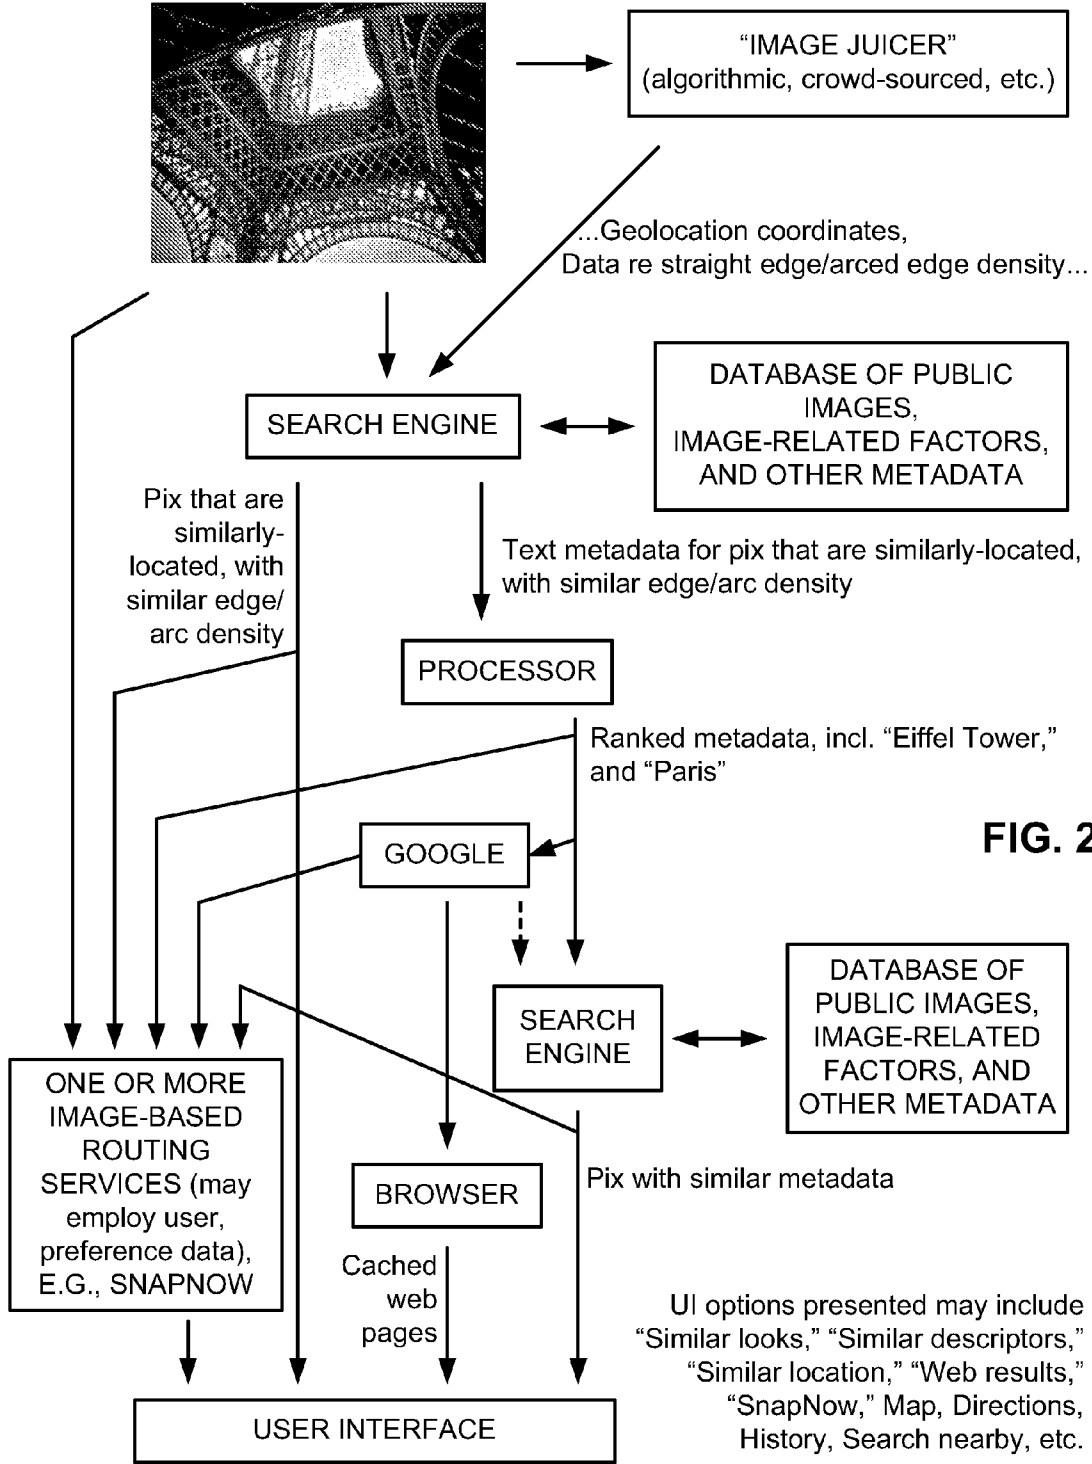 “IMAGE JUICER”
(algorithmic, crowd-sourced, etc.)
...Geolocation coordinates,
Data re straight edge/arced edge density...
SEARCH ENGINE
DATABASE OF PUBLIC
IMAGES,
IMAGE-RELATED FACTORS,
AND OTHER METADATA
Pix that are
similarly-
located, with
similar edge/
arc density
Text metadata for pix that are similarly-located,
with similar edge/arc density
PROCESSOR
Ranked metadata, incl. “Eiffel Tower,”
and “Paris”
FIG. 2
GOOGLE
SEARCH
ENGINE
DATABASE OF
PUBLIC IMAGES,
IMAGE-RELATED
FACTORS, AND
OTHER METADATA
ONE OR MORE
IMAGE-BASED
ROUTING
SERVICES (may
employ user,
preference data),
E.G., SNAPNOW
BROWSER
Pix with similar metadata
Cached
web
pages
UI options presented may include
“Similar looks,” “Similar descriptors,”
“Similar location,” “Web results,”
“SnapNow,” Map, Directions,
History, Search nearby, etc.
USER INTERFACE